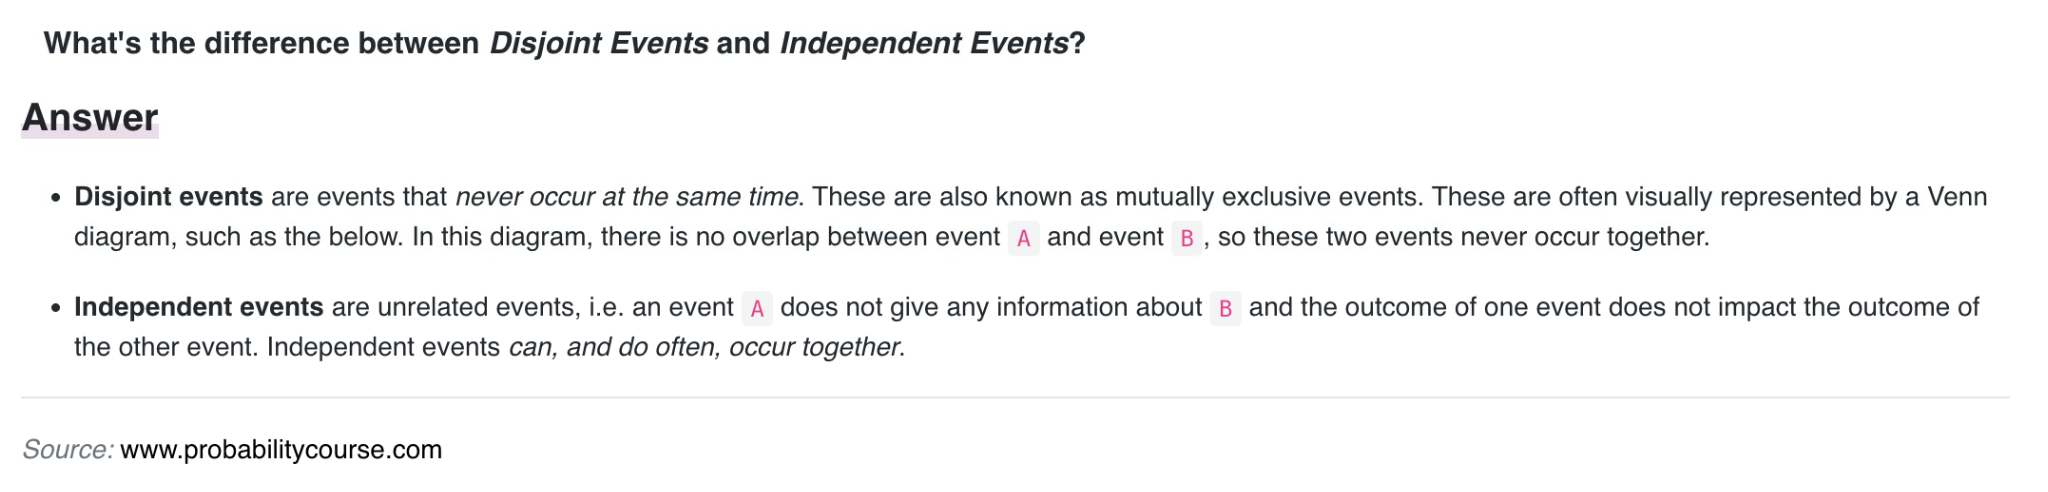 What's the difference between Disjoint Events and Independent Events?
Answer
• Disjoint events are events that never occur at the same time. These are also known as mutually exclusive events. These are often visually represented by a Venn
diagram, such as the below. In this diagram, there is no overlap between event A and event B , so these two events never occur together.
• Independent events are unrelated events, i.e. an event A does not give any information about B and the outcome of one event does not impact the outcome of
the other event. Independent events can, and do often, occur together.
Source: www.probabilitycourse.com